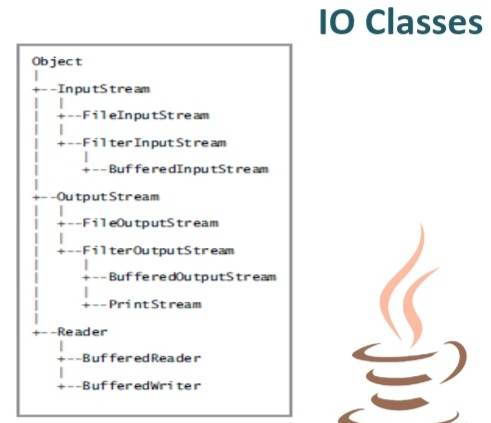 IO Classes
Object
+--InputStream
+--FileInputStream
+--FilterInputStream
+--BufferedInputStream
+--OutputStream
+--FileOutputStream
+--FilterOutputStream
+--BufferedOutputStream
+--PrintStream
+--Reader
+--BufferedReader
+--BufferedWriter